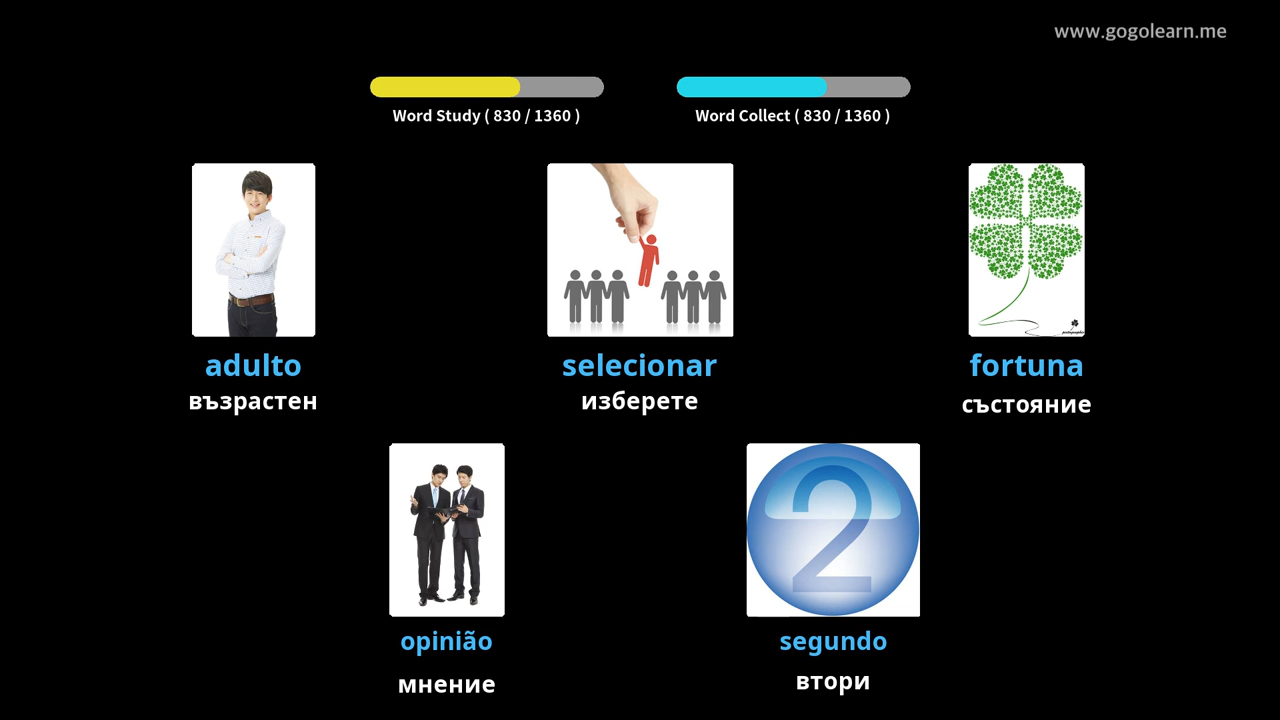 www.gogolearn.me
Word Study ( 830 / 1360 )
Word Collect ( 830 / 1360 )
adulto
възрастен
selecionar
изберете
fortuna
състояние
2
opinião
мнение
segundo
втори